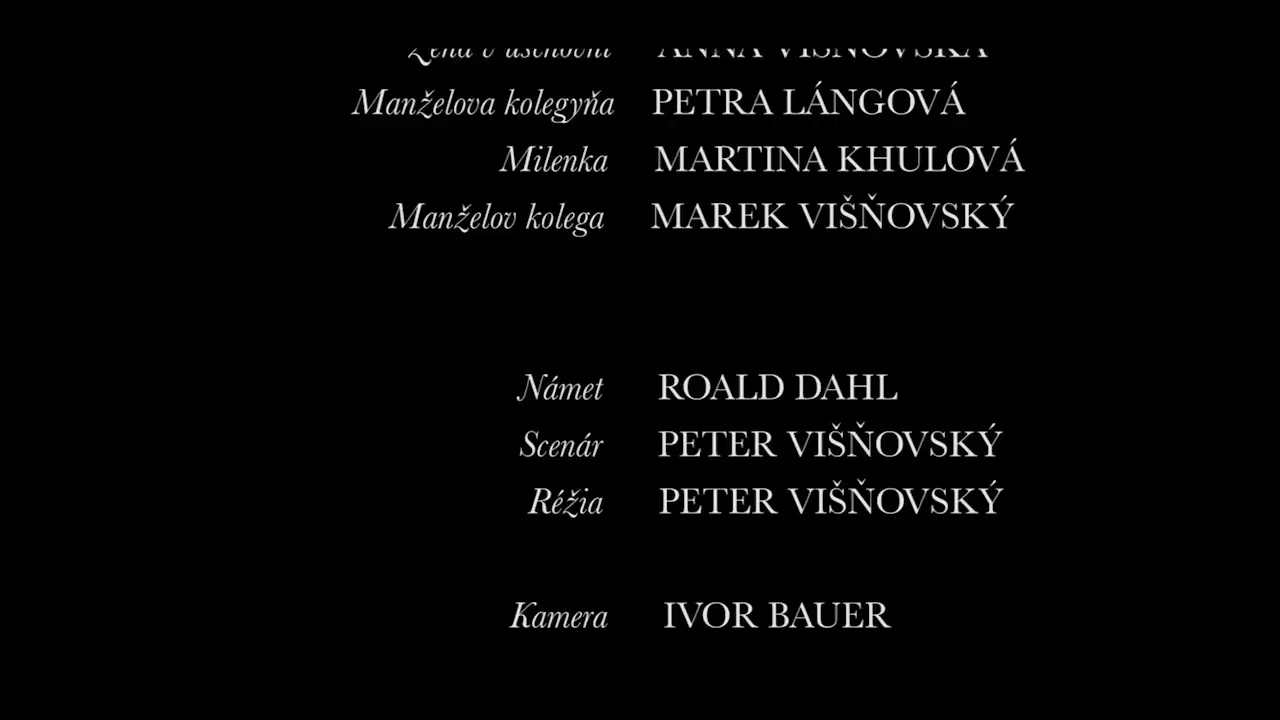 Manželova kolegyňa PETRA LÁNGOVÁ
Milenka MARTINA KHULOVÁ
Manželov kolega MAREK VIŠŇOVSKÝ
Námet ROALD DAHL
Scenár PETER VIŠŇOVSKÝ
Réžia PETER VIŠŇOVSKÝ
Kamera IVOR BAUER